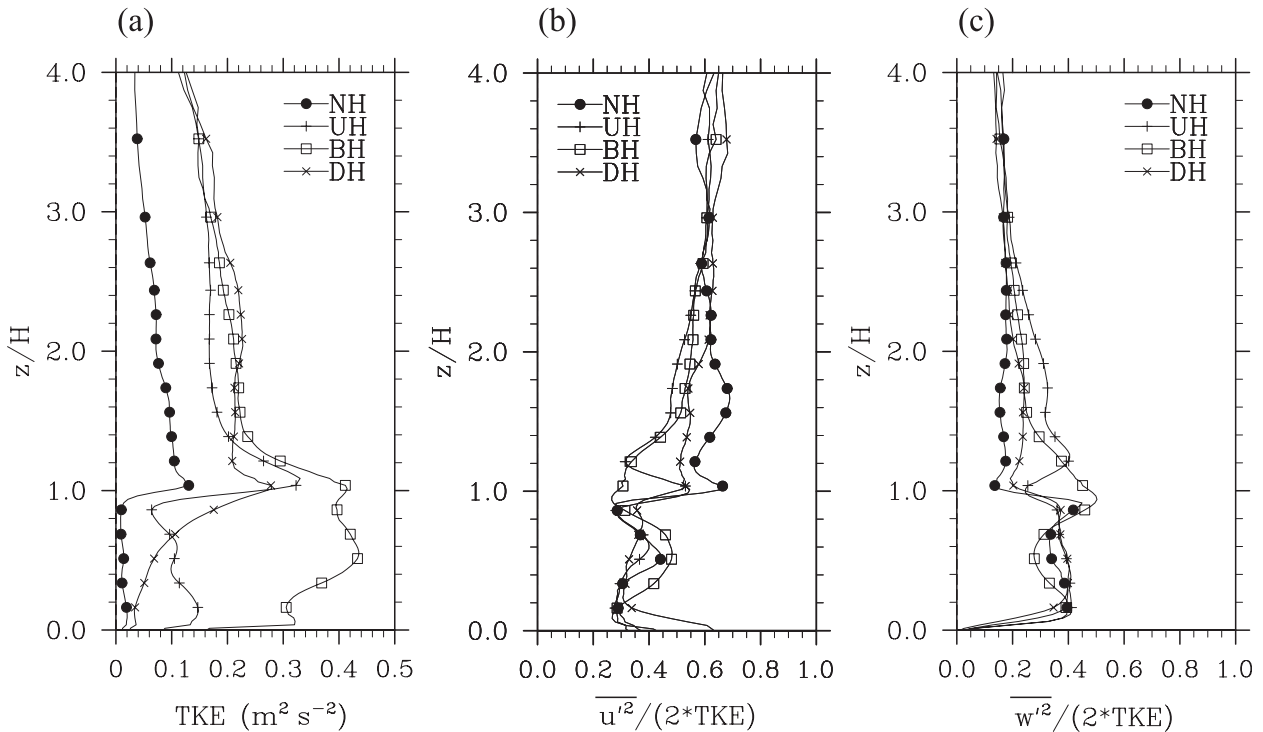 (a)
4.0
3.0
2.0
1.0
0.0
z/H
NH
UH
BH
DH
0 0.1 0.2 0.3 0.4 0.5
TKE (m² s⁻²)
(b)
4.0
3.0
2.0
1.0
0.0
z/H
NH
UH
BH
DH
0.0 0.2 0.4 0.6 0.8 1.0
u'²/(2*TKE)
(c)
4.0
3.0
2.0
1.0
0.0
z/H
NH
UH
BH
DH
0.0 0.2 0.4 0.6 0.8 1.0
w'²/(2*TKE)